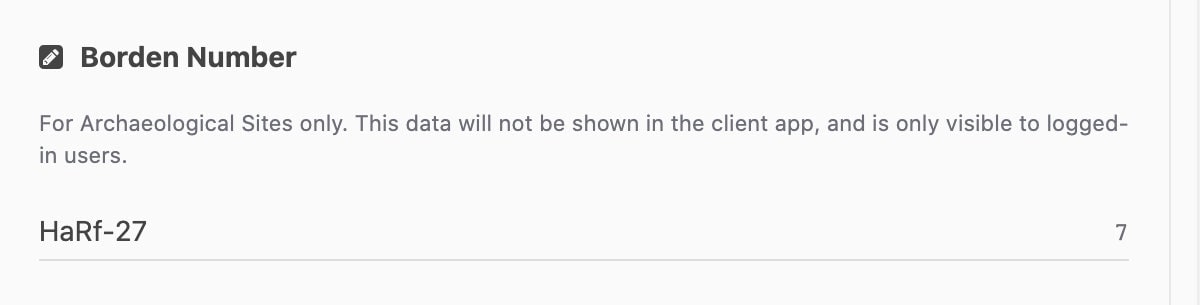 Borden Number
For Archaeological Sites only. This data will not be shown in the client app, and is only visible to logged-
in users.
HaRf-27 7